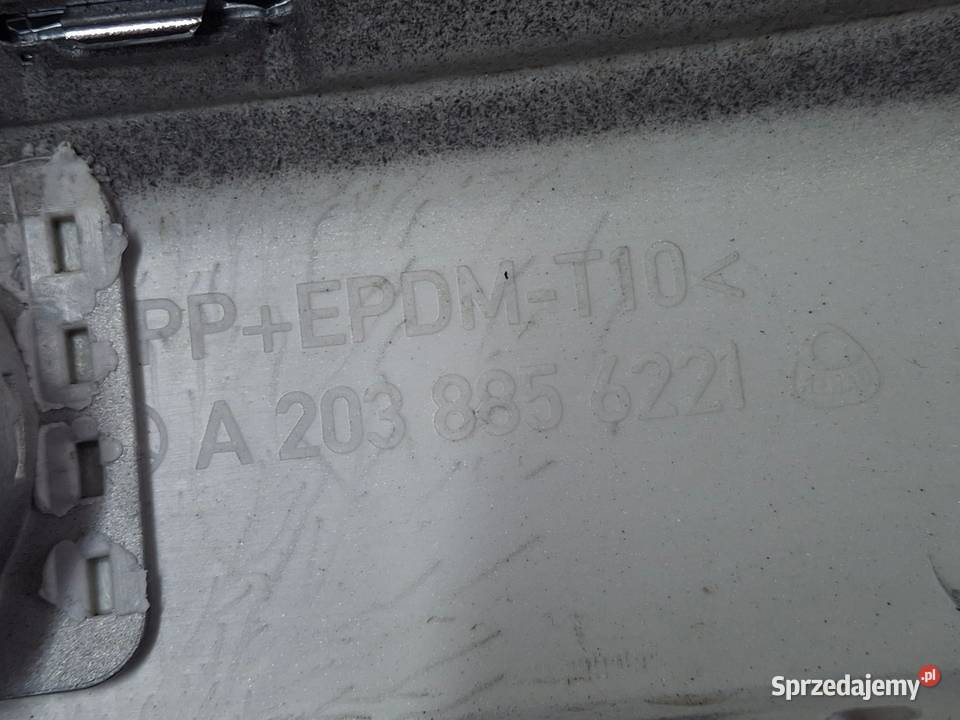 PP+EPDM-T10<
A 203 885 6221
Sprzedajemy.pl